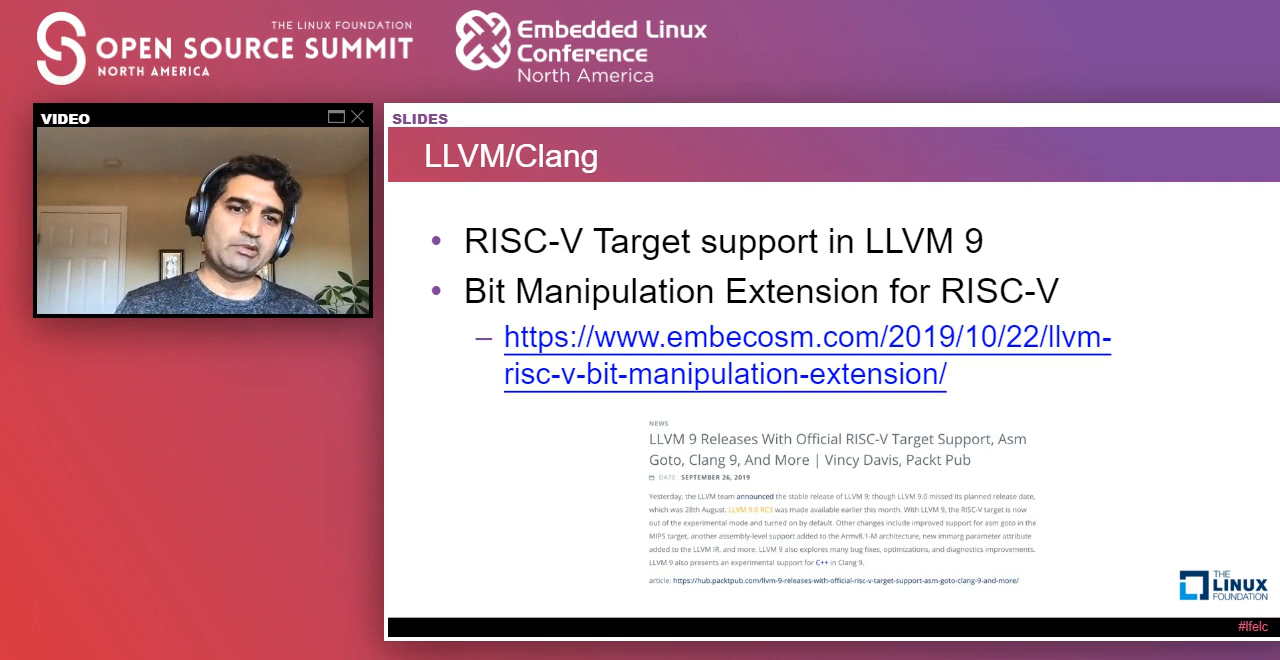 THE LINUX FOUNDATION
OPEN SOURCE SUMMIT
NORTH AMERICA
Embedded Linux
Conference
North America
VIDEO
SLIDES
LLVM/Clang
• RISC-V Target support in LLVM 9
• Bit Manipulation Extension for RISC-V
– https://www.embecosm.com/2019/10/22/llvm-
risc-v-bit-manipulation-extension/
NEWS
LLVM 9 Releases With Official RISC-V Target Support, Asm
Goto, Clang 9, And More | Vincy Davis, Packt Pub
DATE SEPTEMBER 26, 2019
Yesterday, the LLVM team announced the stable release of LLVM 9; though LLVM 9.0 missed its planned release date,
which was 28th August. LLVM 9.0 RC3 was made available earlier this month. With LLVM 9, the RISC-V target is now
out of the experimental mode and turned on by default. Other changes include improved support for asm goto in the
MIPS target, another assembly-level support added to the Armv8.1-M architecture, new immarg parameter attribute
added to the LLVM IR, and more. LLVM 9 also explores many bug fixes, optimizations, and diagnostics improvements.
LLVM 9 also presents an experimental support for C++ in Clang 9.
article: https://hub.packtpub.com/llvm-9-releases-with-official-risc-v-target-support-asm-goto-clang-9-and-more/
THE
LINUX
FOUNDATION
#lfelc